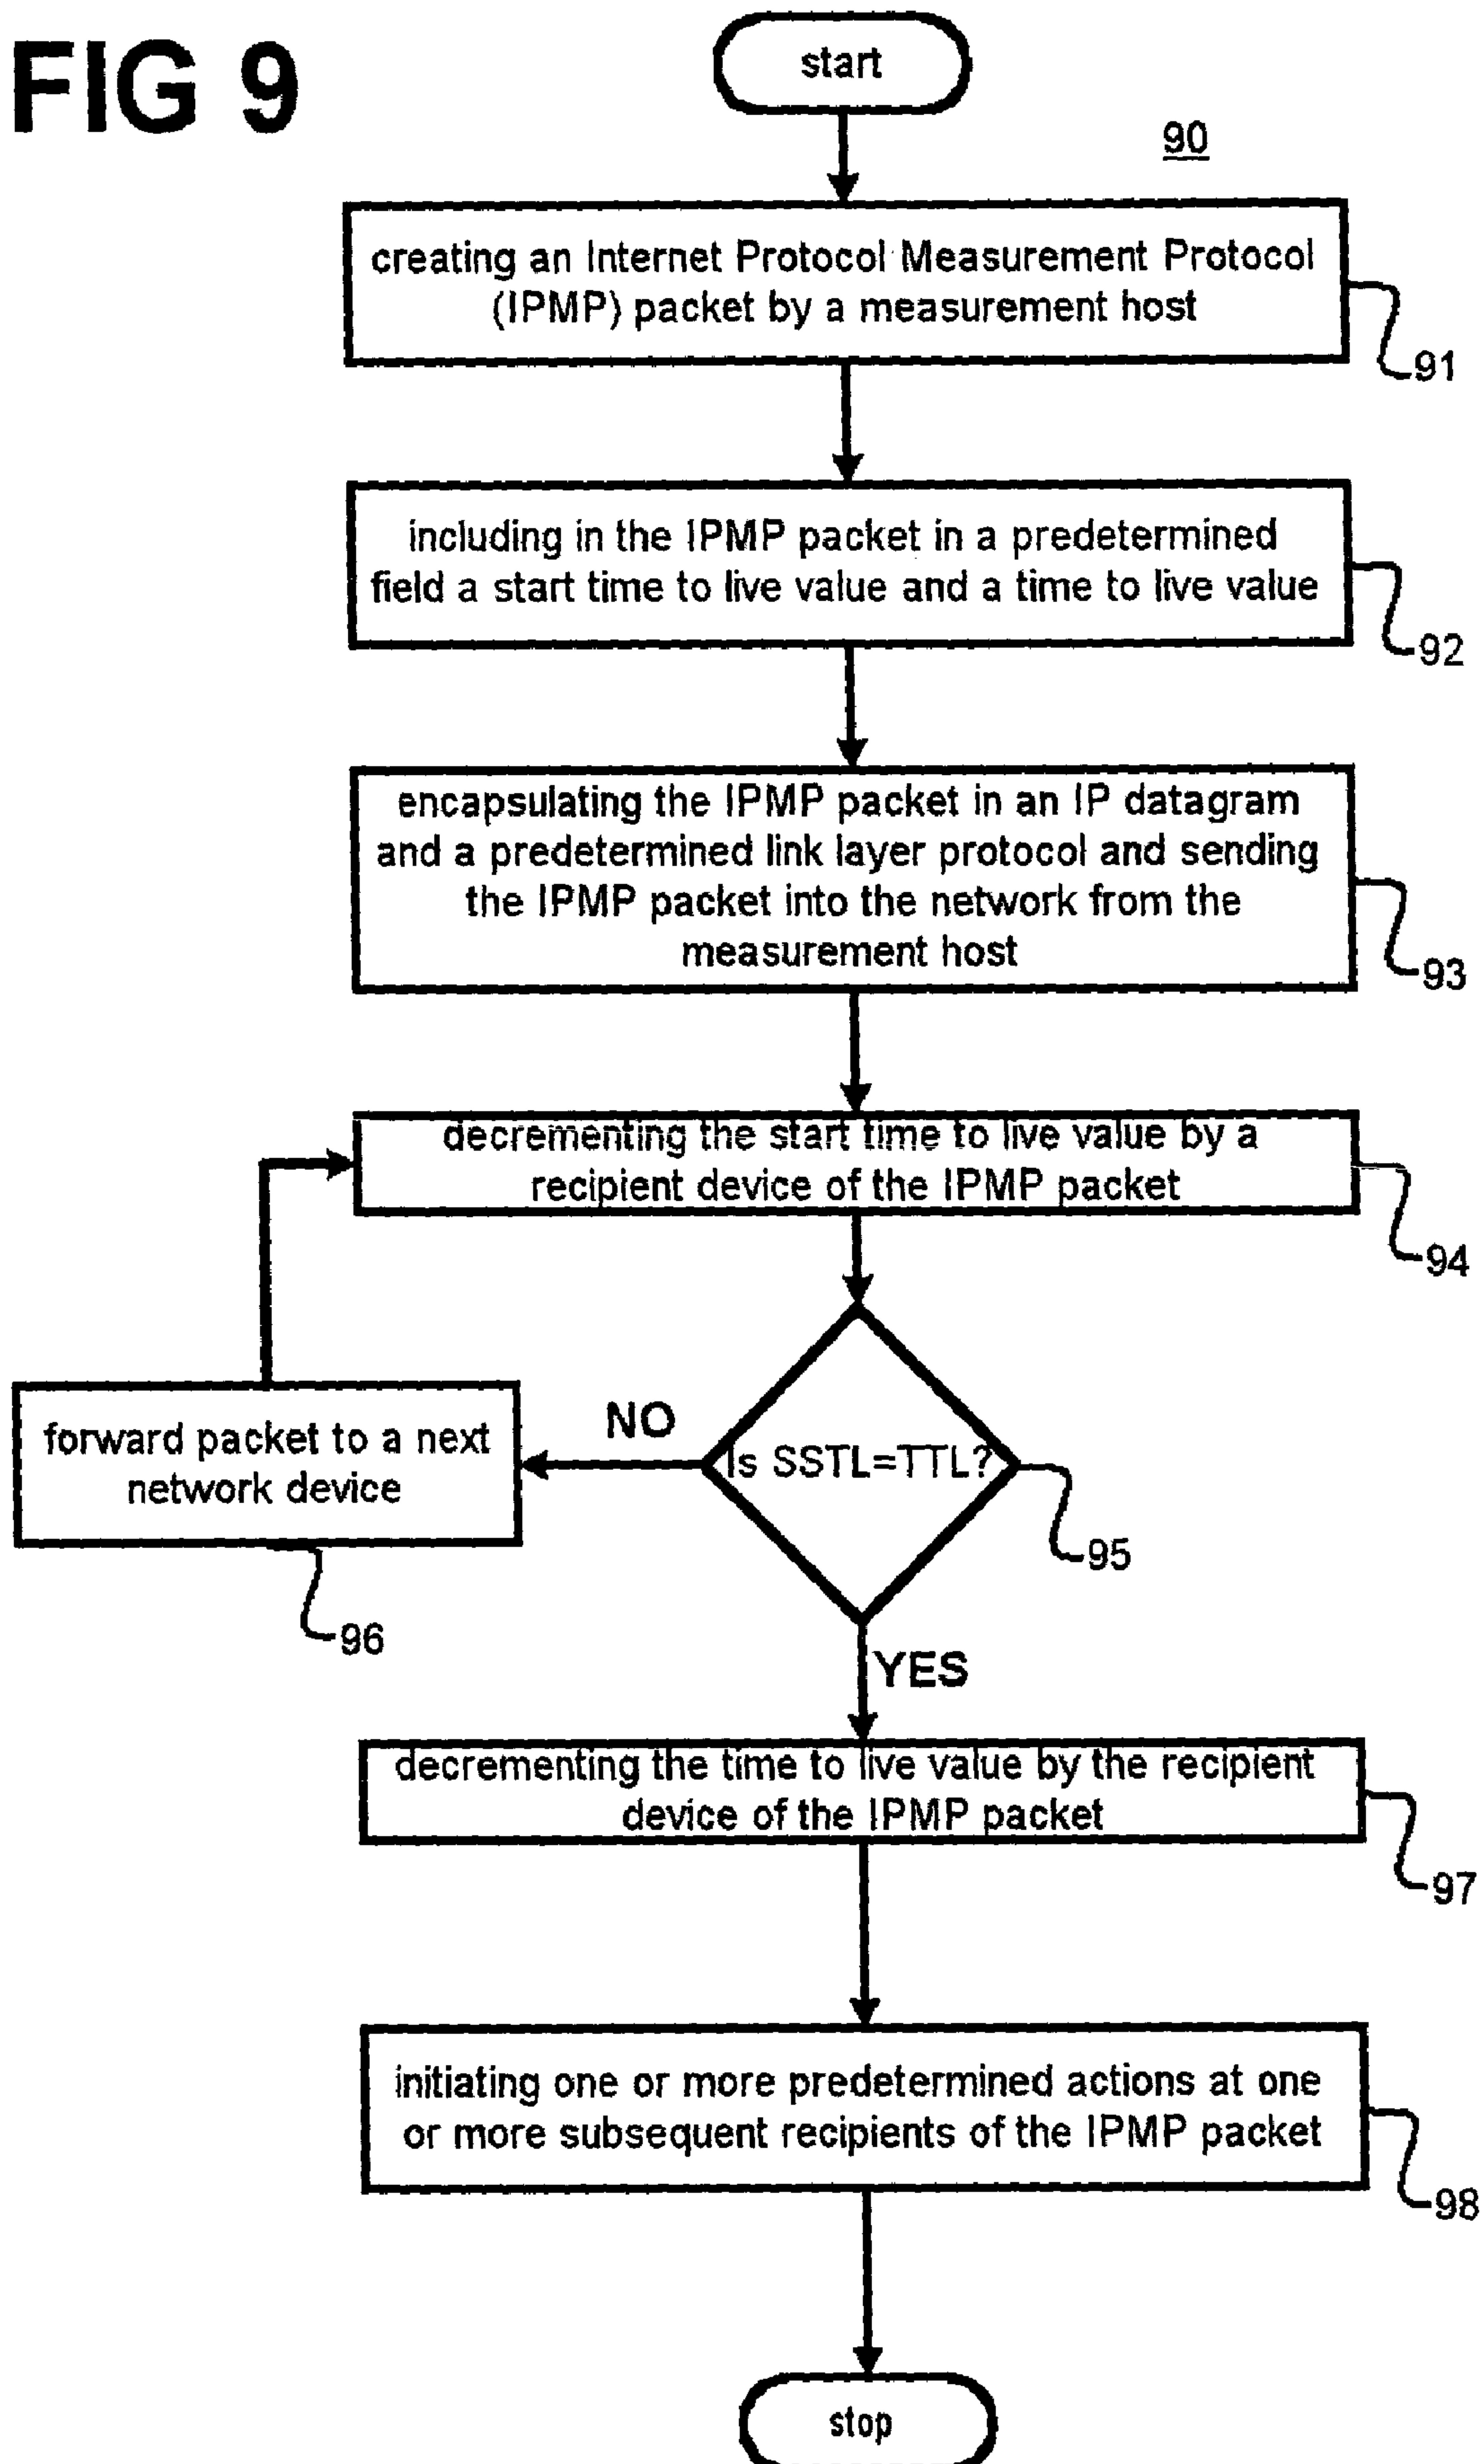 FIG 9
start
90
creating an Internet Protocol Measurement Protocol
(IPMP) packet by a measurement host
91
including in the IPMP packet in a predetermined
field a start time to live value and a time to live value
92
encapsulating the IPMP packet in an IP datagram
and a predetermined link layer protocol and sending
the IPMP packet into the network from the
measurement host
93
decrementing the start time to live value by a
recipient device of the IPMP packet
94
Is SSTL=TTL?
95
NO
forward packet to a next
network device
96
YES
decrementing the time to live value by the recipient
device of the IPMP packet
97
initiating one or more predetermined actions at one
or more subsequent recipients of the IPMP packet
98
stop